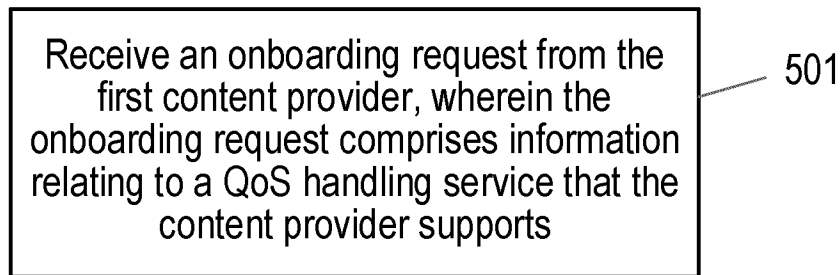 Receive an onboarding request from the
first content provider, wherein the
onboarding request comprises information
relating to a QoS handling service that the
content provider supports
501